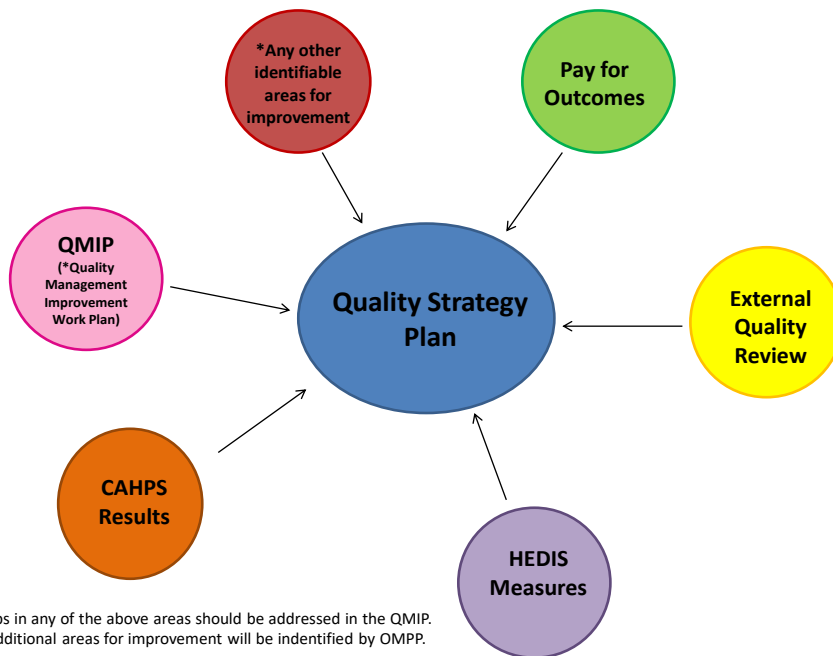 *Any other
identifiable
areas for
improvement
Pay for
Outcomes
QMIP
(*Quality
Management
Improvement
Work Plan)
Quality Strategy
Plan
External
Quality
Review
CAHPS
Results
HEDIS
Measures
in any of the above areas should be addressed in the QMIP.
areas for improvement will be indentified by OMPP.